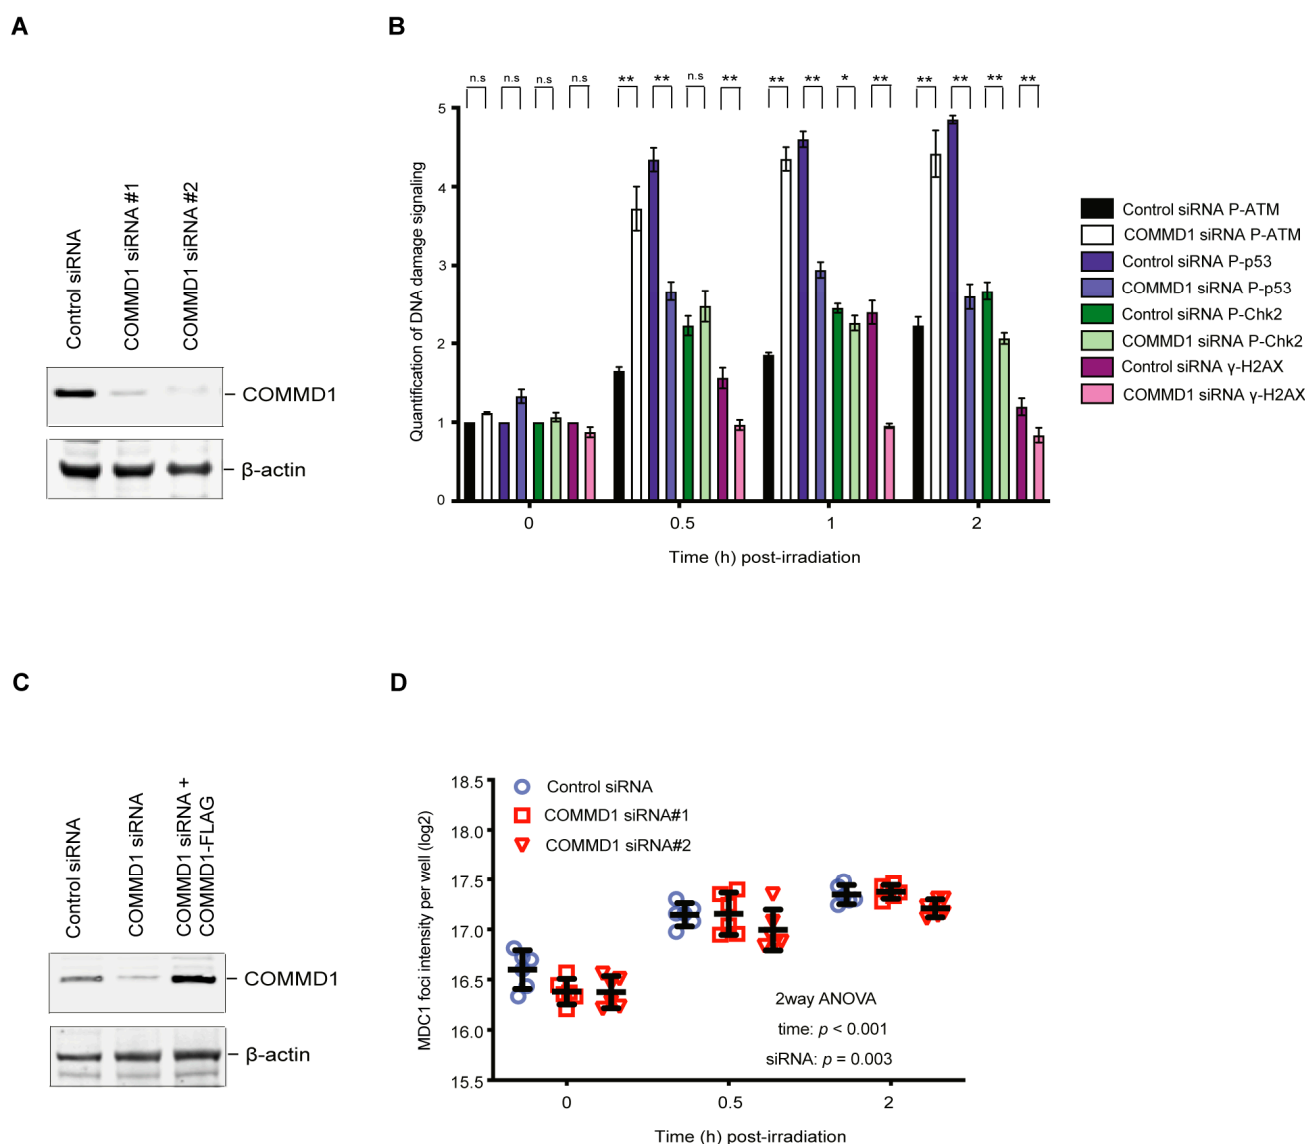 A
Control siRNA
COMMD1 siRNA #1
COMMD1 siRNA #2
COMMD1
β-actin
B
n.s n.s n.s n.s ** ** n.s ** ** ** * ** ** ** ** **
Quantification of DNA damage signaling
5
4
3
2
1
0
0 0.5 1 2
Time (h) post-irradiation
Control siRNA P-ATM
COMMD1 siRNA P-ATM
Control siRNA P-p53
COMMD1 siRNA P-p53
Control siRNA P-Chk2
COMMD1 siRNA P-Chk2
Control siRNA γ-H2AX
COMMD1 siRNA γ-H2AX
C
Control siRNA
COMMD1 siRNA
COMMD1 siRNA +
COMMD1-FLAG
COMMD1
β-actin
D
MDC1 foci intensity per well (log2)
18.5
18.0
17.5
17.0
16.5
16.0
15.5
Control siRNA
COMMD1 siRNA#1
COMMD1 siRNA#2
2way ANOVA
time: p < 0.001
siRNA: p = 0.003
0 0.5 2
Time (h) post-irradiation